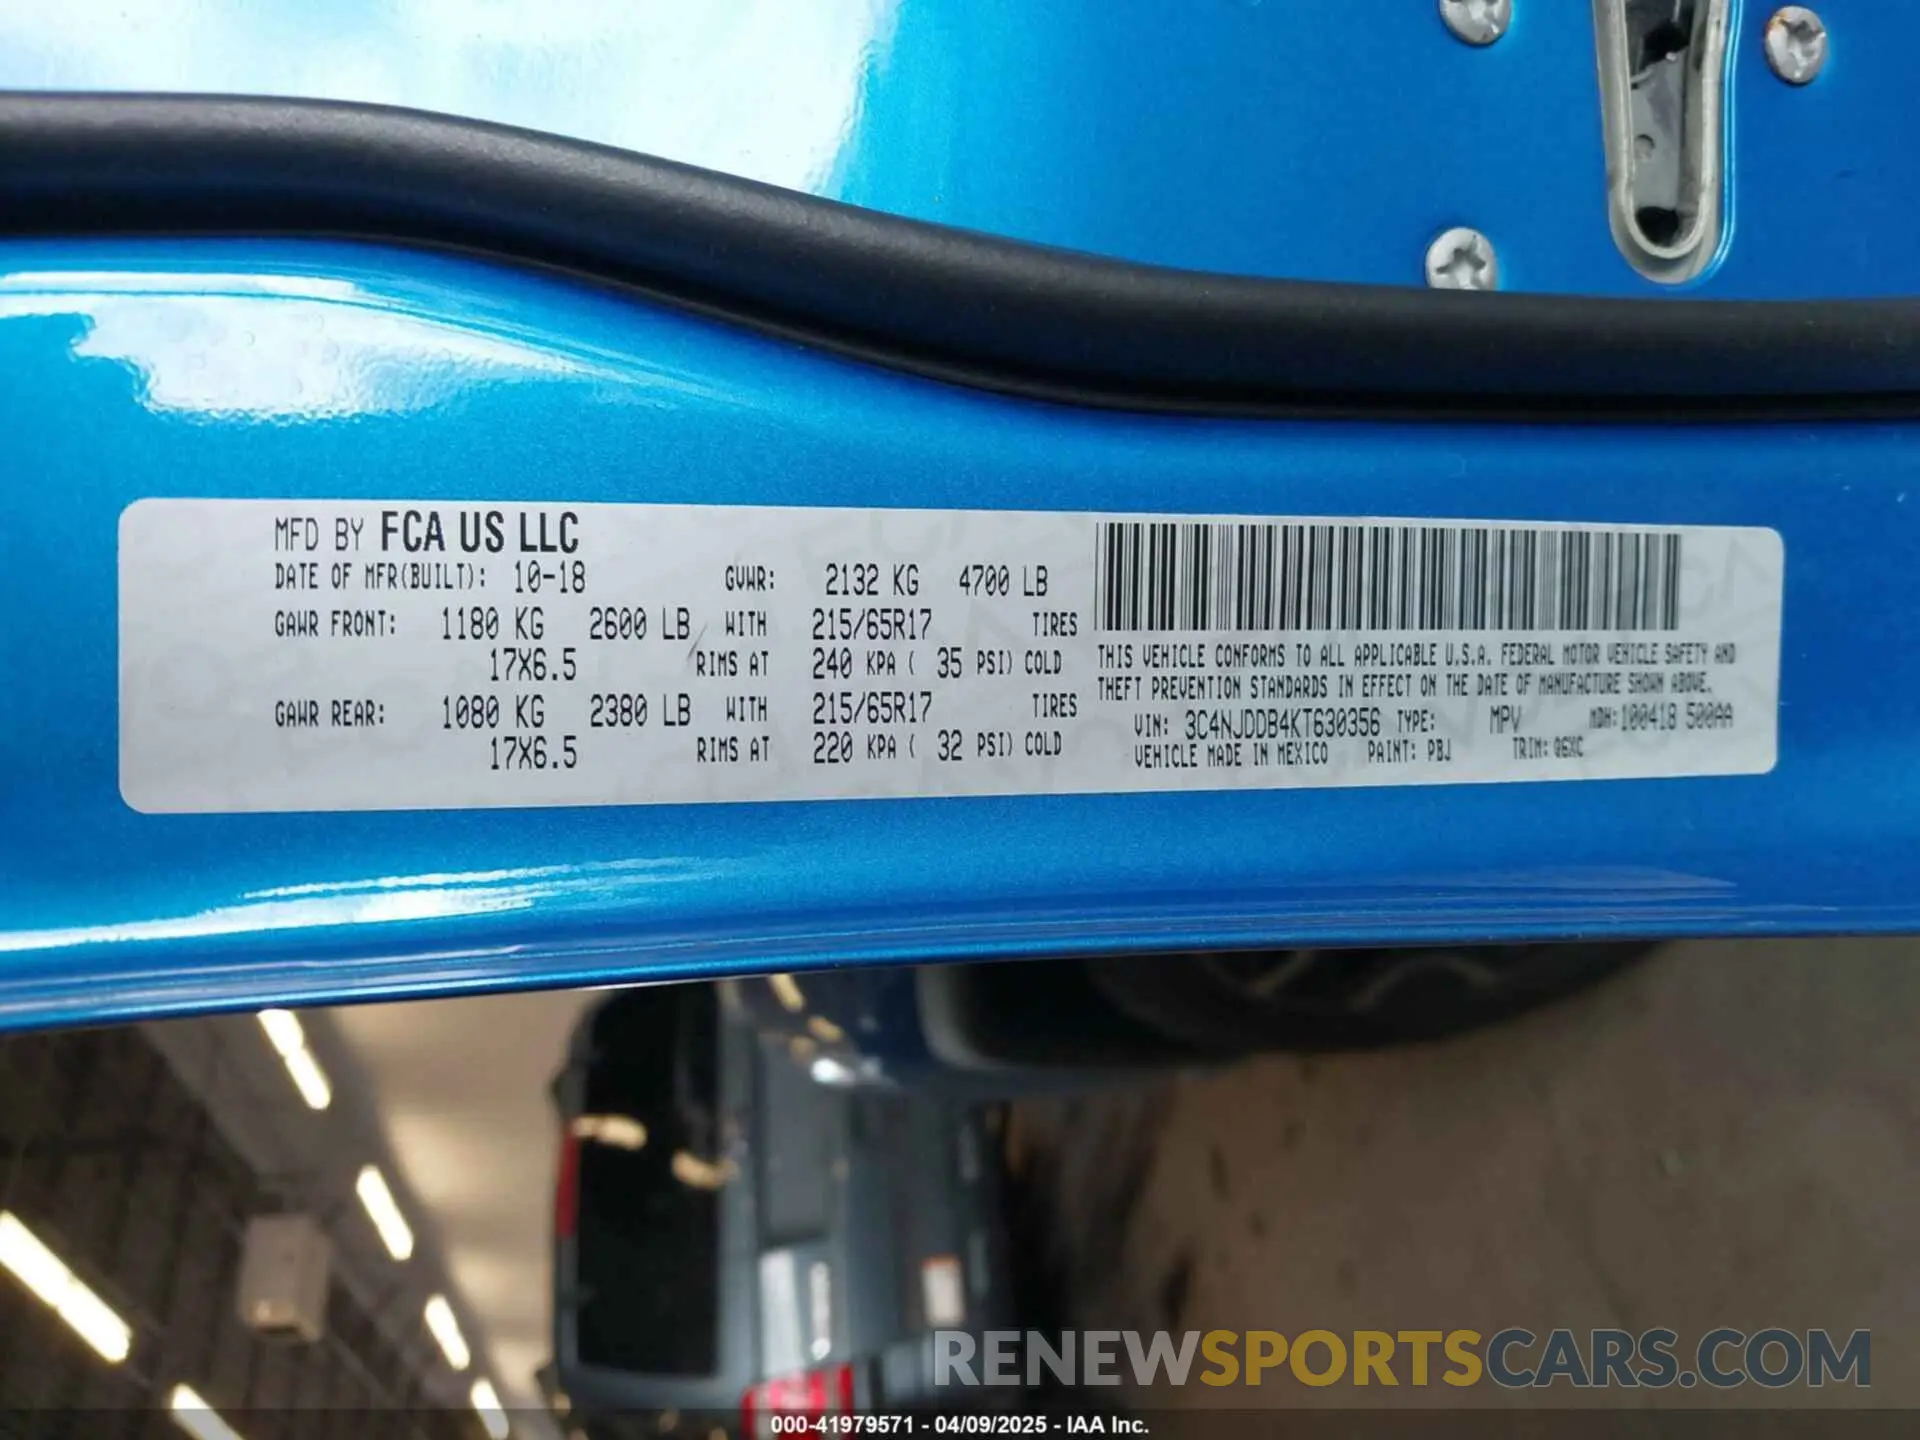 MFD BY FCA US LLC
DATE OF MFR(BUILT): 10-18 GVWR: 2132 KG 4700 LB
GAWR FRONT: 1180 KG 2600 LB WITH 215/65R17 TIRES
17X6.5 RIMS AT 240 KPA ( 35 PSI) COLD
GAWR REAR: 1080 KG 2380 LB WITH 215/65R17 TIRES
17X6.5 RIMS AT 220 KPA ( 32 PSI) COLD
THIS VEHICLE CONFORMS TO ALL APPLICABLE U.S.A. FEDERAL MOTOR VEHICLE SAFETY AND
THEFT PREVENTION STANDARDS IN EFFECT ON THE DATE OF MANUFACTURE SHOWN ABOVE.
VIN: 3C4NJDDB4KT630356 TYPE: MPV MDH:100418 500AA
VEHICLE MADE IN MEXICO PAINT: PBJ TRIM: Q6XC
RENEWSPORTSCARS.COM
000-41979571 - 04/09/2025 - IAA Inc.